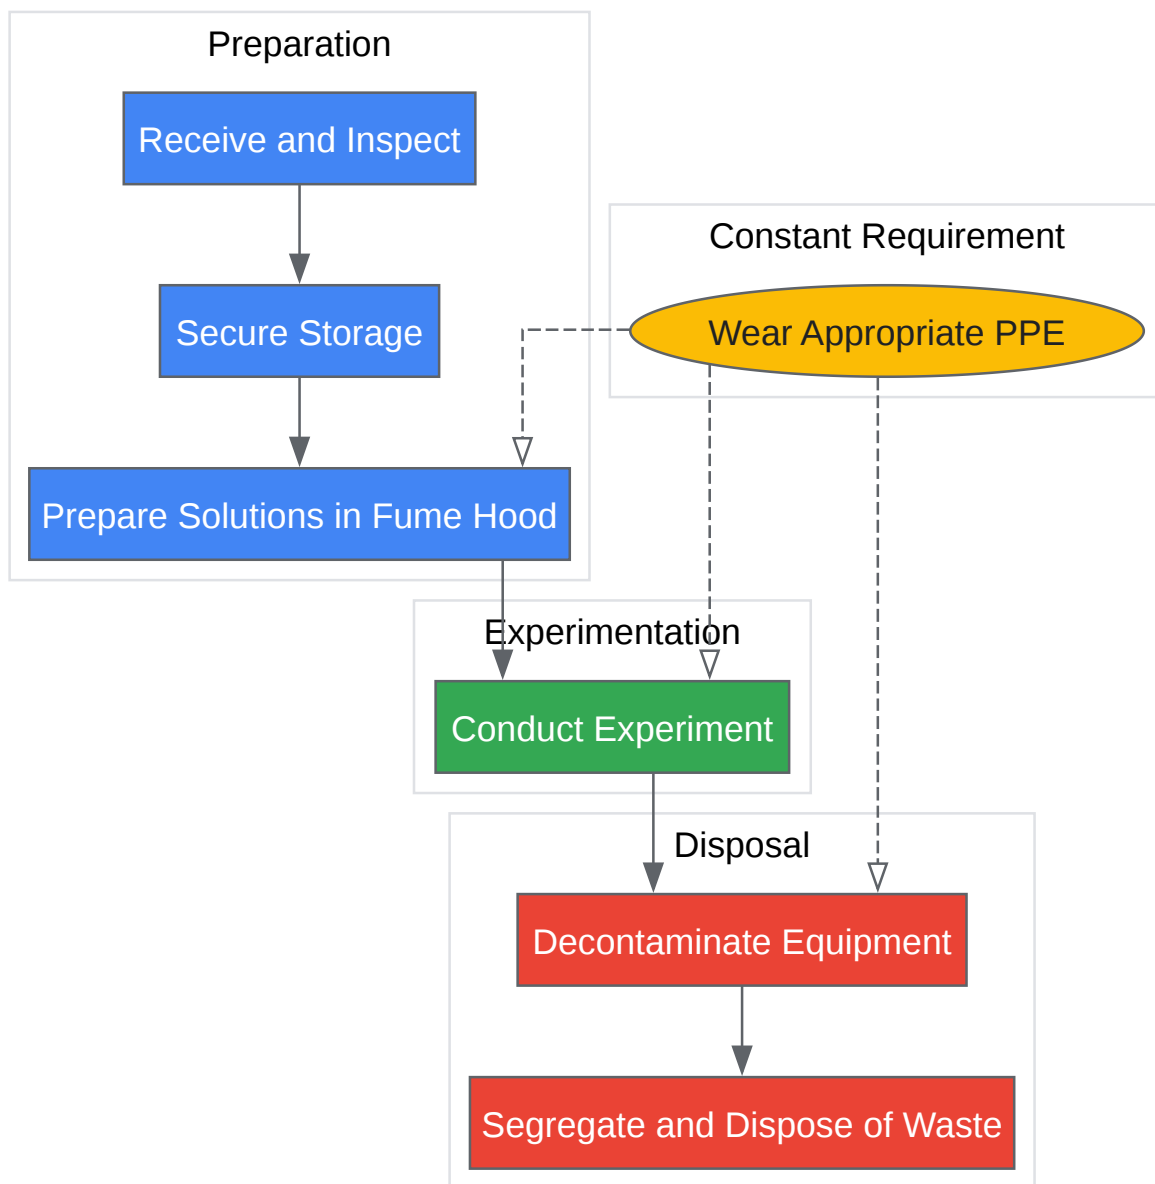 Preparation
Receive and Inspect
Constant Requirement
Secure Storage
Wear Appropriate PPE
Prepare Solutions in Fume Hood
Experimentation
Conduct Experiment
Disposal
Decontaminate Equipment
Segregate and Dispose of Waste